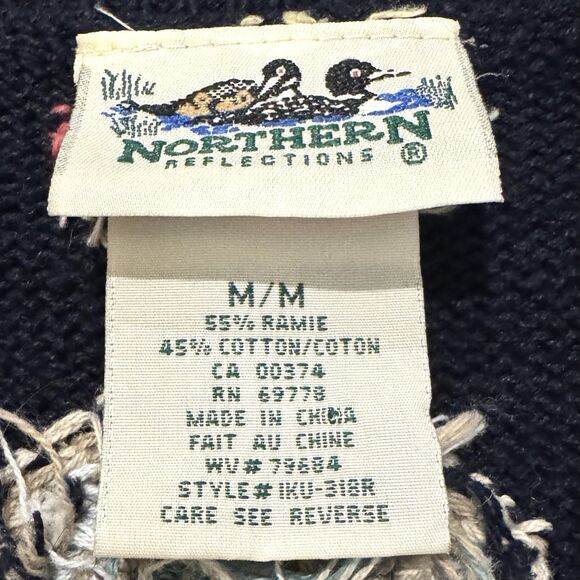 NORTHERN
REFLECTIONS ®
M/M
55% RAMIE
45% COTTON/COTON
CA 00374
RN 69778
MADE IN CHINA
FAIT AU CHINE
WV# 79684
STYLE# IKU-318R
CARE SEE REVERSE